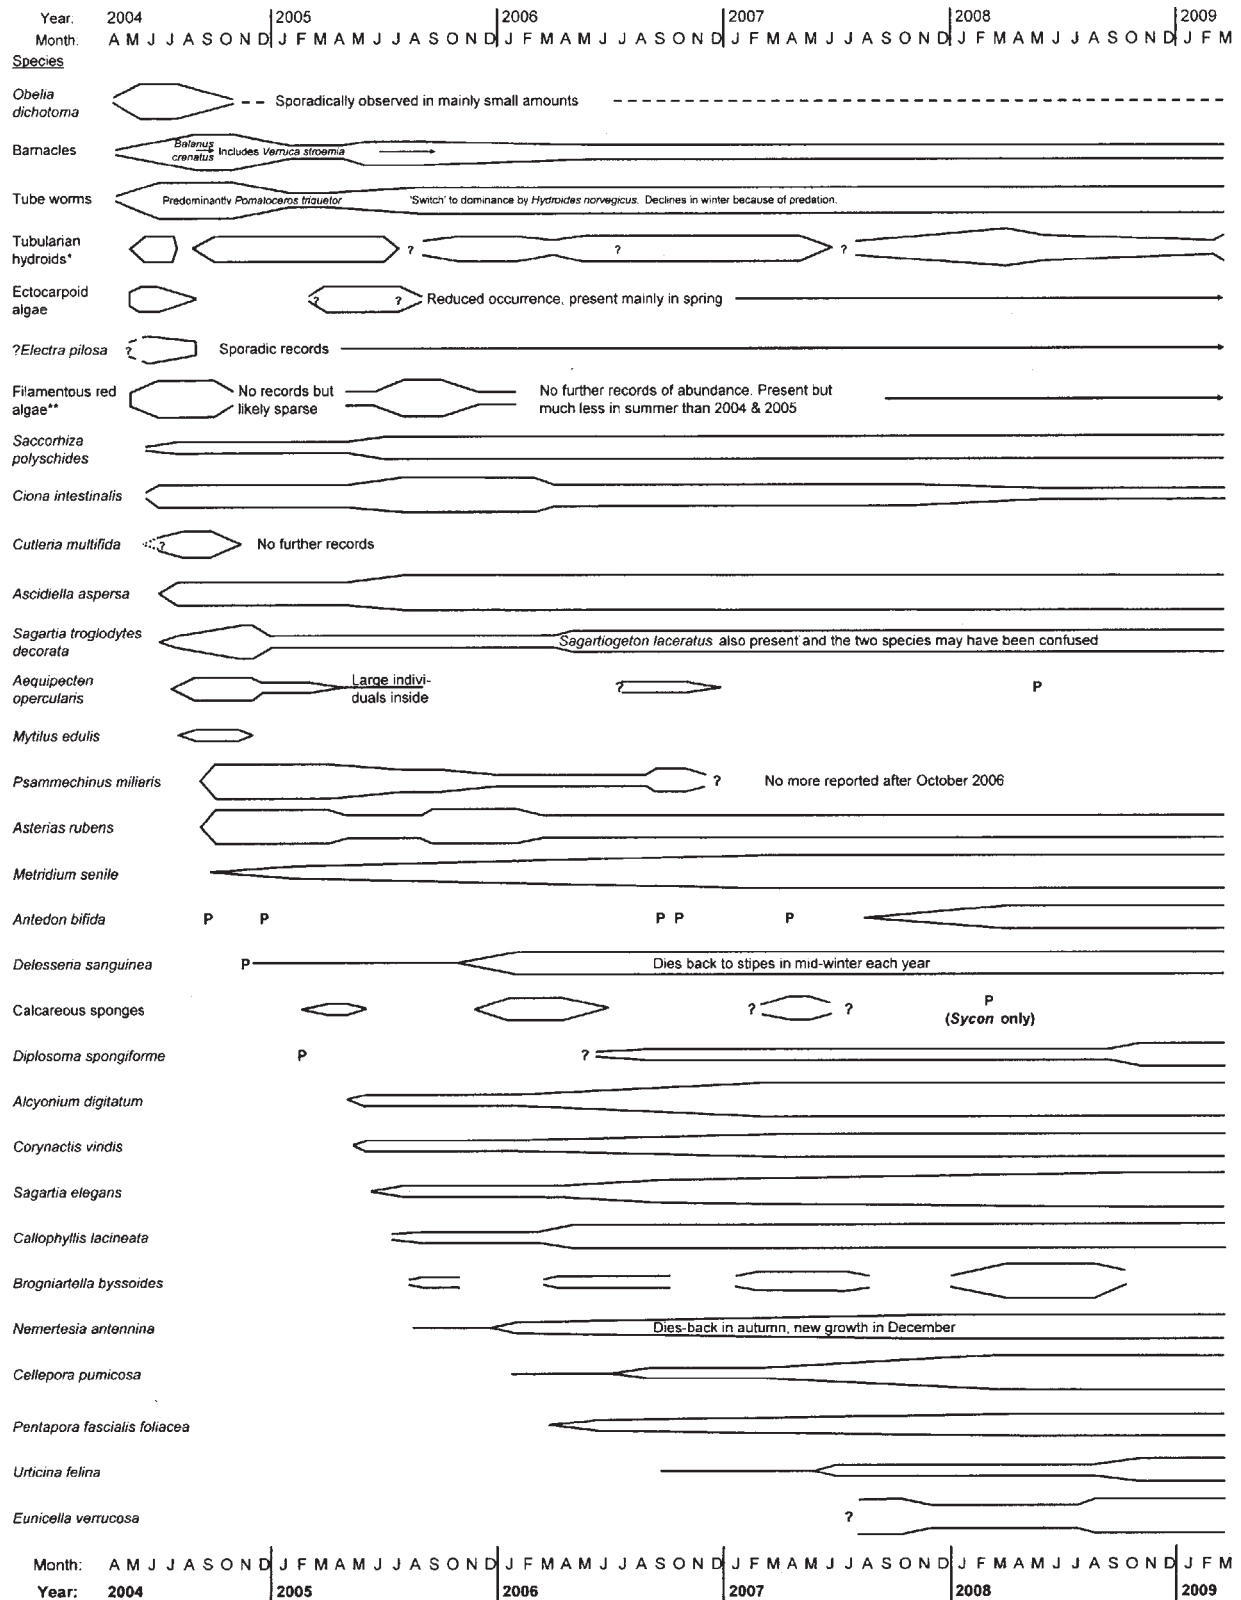 Year: 2004 2005 2006 2007 2008 2009
Month: A M J J A S O N D J F M A M J J A S O N D J F M A M J J A S O N D J F M A M J J A S O N D J F M A M J J A S O N D J F M
Species
Obelia
dichotoma
Sporadically observed in mainly small amounts
Barnacles
Balanus
crenatus
Includes Verruca stroemia
Tube worms
Predominantly Pomatoceros triquetor
'Switch' to dominance by Hydroides norvegicus. Declines in winter because of predation.
Tubularian
hydroids*
? ? ?
Ectocarpoid
algae
? ? Reduced occurrence, present mainly in spring
?Electra pilosa
? Sporadic records
Filamentous red
algae**
No records but
likely sparse
No further records of abundance. Present but
much less in summer than 2004 & 2005
Saccorhiza
polyschides
Ciona intestinalis
Cutleria multifida
? No further records
Ascidiella aspersa
Sagartia troglodytes
decorata
Sagartiogeton laceratus also present and the two species may have been confused
Aequipecten
opercularis
Large indivi-
duals inside
? P
Mytilus edulis
Psammechinus miliaris
? No more reported after October 2006
Asterias rubens
Metridium senile
Antedon bifida P P P P P
Delesseria sanguinea P Dies back to stipes in mid-winter each year
Calcareous sponges ? ? P
(Sycon only)
Diplosoma spongiforme P ?
Alcyonium digitatum
Corynactis viridis
Sagartia elegans
Callophyllis lacineata
Brogniartella byssoides
Nemertesia antennina Dies-back in autumn, new growth in December
Cellepora pumicosa
Pentapora fascialis foliacea
Urticina felina
Eunicella verrucosa ?
Month: A M J J A S O N D J F M A M J J A S O N D J F M A M J J A S O N D J F M A M J J A S O N D J F M A M J J A S O N D J F M
Year: 2004 2005 2006 2007 2008 2009